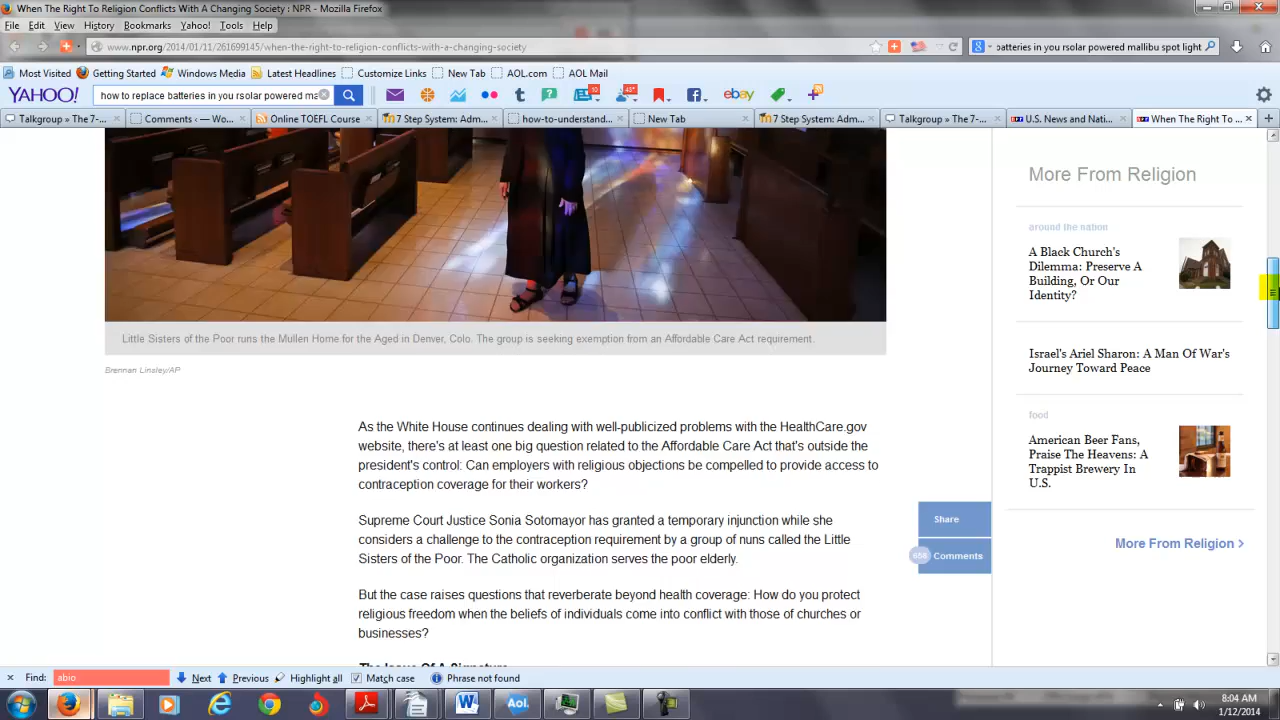 When The Right To Religion Conflicts With A Changing Society : NPR - Mozilla Firefox
File Edit View History Bookmarks Yahoo! Tools Help
www.npr.org/2014/01/11/261699145/when-the-right-to-religion-conflicts-with-a-changing-society
batteries in you rsolar powered mallibu spot light
Most Visited Getting Started Windows Media Latest Headlines Customize Links New Tab AOL.com AOL Mail
YAHOO! how to replace batteries in you rsolar powered ma
Talkgroup » The 7-... Comments ‹ — Wo... Online TOEFL Course 7 Step System: Adm... how-to-understand... New Tab 7 Step System: Adm... Talkgroup » The 7-... U.S. News and Nati... When The Right To ...
Little Sisters of the Poor runs the Mullen Home for the Aged in Denver, Colo. The group is seeking exemption from an Affordable Care Act requirement.
Brennan Linsley/AP
As the White House continues dealing with well-publicized problems with the HealthCare.gov
website, there's at least one big question related to the Affordable Care Act that's outside the
president's control: Can employers with religious objections be compelled to provide access to
contraception coverage for their workers?
Supreme Court Justice Sonia Sotomayor has granted a temporary injunction while she
considers a challenge to the contraception requirement by a group of nuns called the Little
Sisters of the Poor. The Catholic organization serves the poor elderly.
But the case raises questions that reverberate beyond health coverage: How do you protect
religious freedom when the beliefs of individuals come into conflict with those of churches or
businesses?
The Issue Of A Signature
Share
Comments
More From Religion
around the nation
A Black Church's
Dilemma: Preserve A
Building, Or Our
Identity?
Israel's Ariel Sharon: A Man Of War's
Journey Toward Peace
food
American Beer Fans,
Praise The Heavens: A
Trappist Brewery In
U.S.
More From Religion >
Find: abio Next Previous Highlight all Match case Phrase not found
Aol.
8:04 AM
1/12/2014